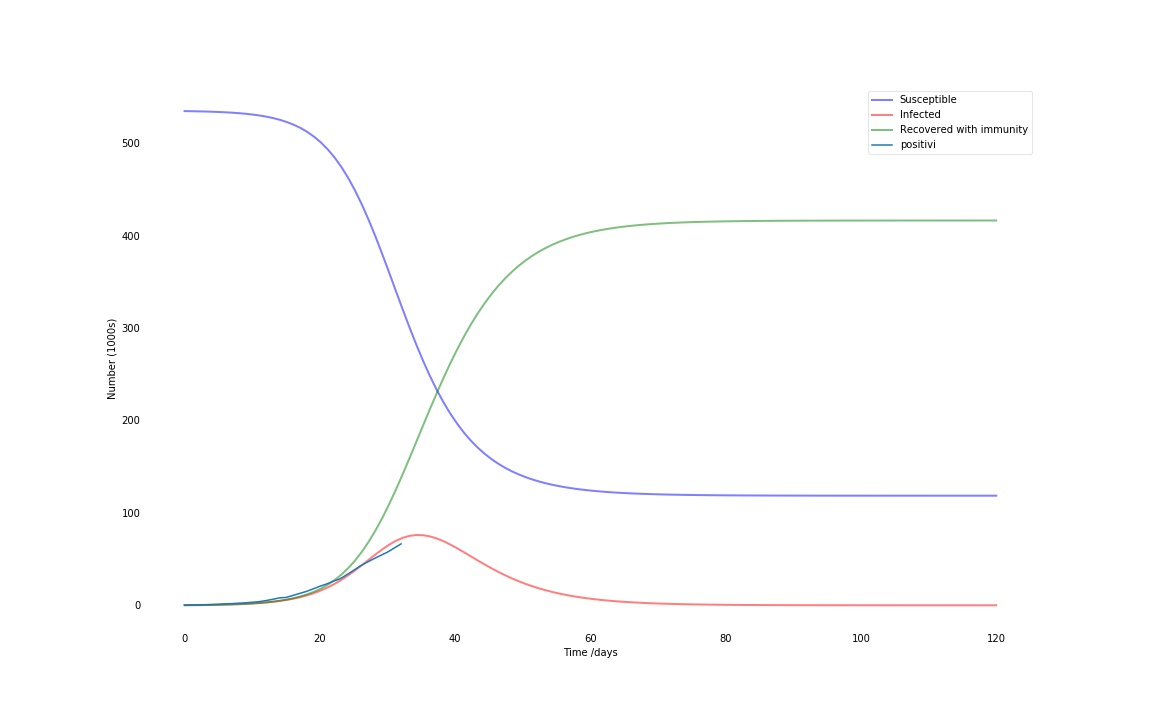 Susceptible
Infected
Recovered with immunity
positivi
500
400
300
200
100
0
Number (1000s)
0 20 40 60 80 100 120
Time /days